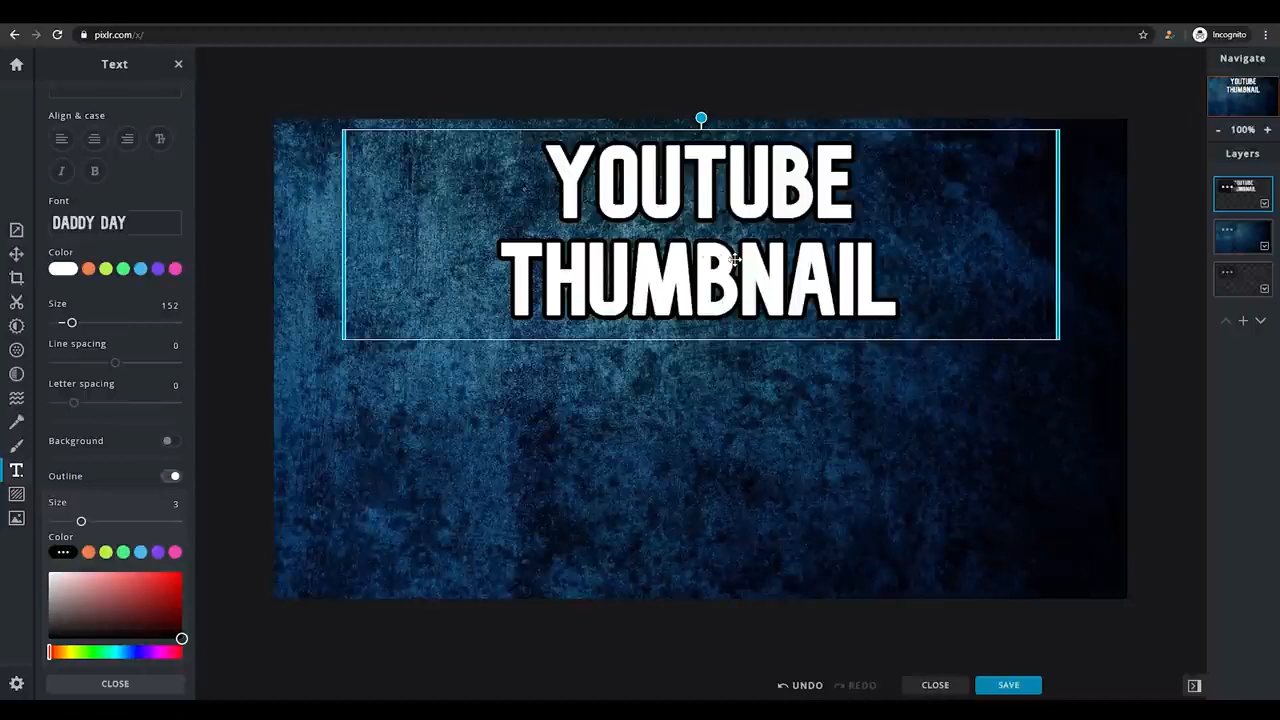 pixlr.com/x/
Incognito
Text
Navigate
YOUTUBE
THUMBNAIL
Align & case
100%
Layers
YOUTUBE
T
I
B
Font
DADDY DAY
Color
Size
152
Line spacing
0
Letter spacing
0
Background
Outline
Size
3
Color
CLOSE
YOUTUBE
THUMBNAIL
UNDO
REDO
CLOSE
SAVE